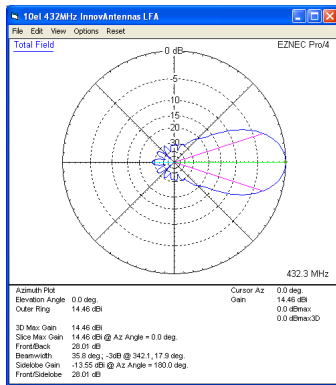 10el 432MHz InnovAntennas LFA
File Edit View Options Reset
Total Field
EZNEC Pro/4
0 dB
-5
-10
-15
-20
-30
432.3 MHz
Azimuth Plot
Elevation Angle 0.0 deg.
Outer Ring 14.46 dBi
Cursor Az 0.0 deg.
Gain 14.46 dBi
0.0 dBmax
0.0 dBmax3D
3D Max Gain 14.46 dBi
Slice Max Gain 14.46 dBi @ Az Angle = 0.0 deg.
Front/Back 28.01 dB
Beamwidth 35.8 deg.; -3dB @ 342.1, 17.9 deg.
Sidelobe Gain -13.55 dBi @ Az Angle = 180.0 deg.
Front/Sidelobe 28.01 dB